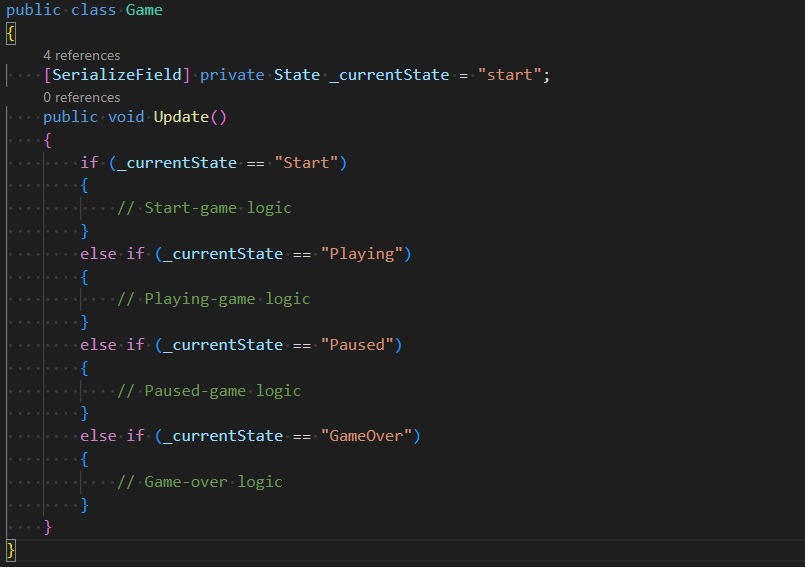 public class Game
{
4 references
[SerializeField] private State _currentState = "start";
0 references
public void Update()
{
if (_currentState == "Start")
{
// Start-game logic
}
else if (_currentState == "Playing")
{
// Playing-game logic
}
else if (_currentState == "Paused")
{
// Paused-game logic
}
else if (_currentState == "GameOver")
{
// Game-over logic
}
}
}